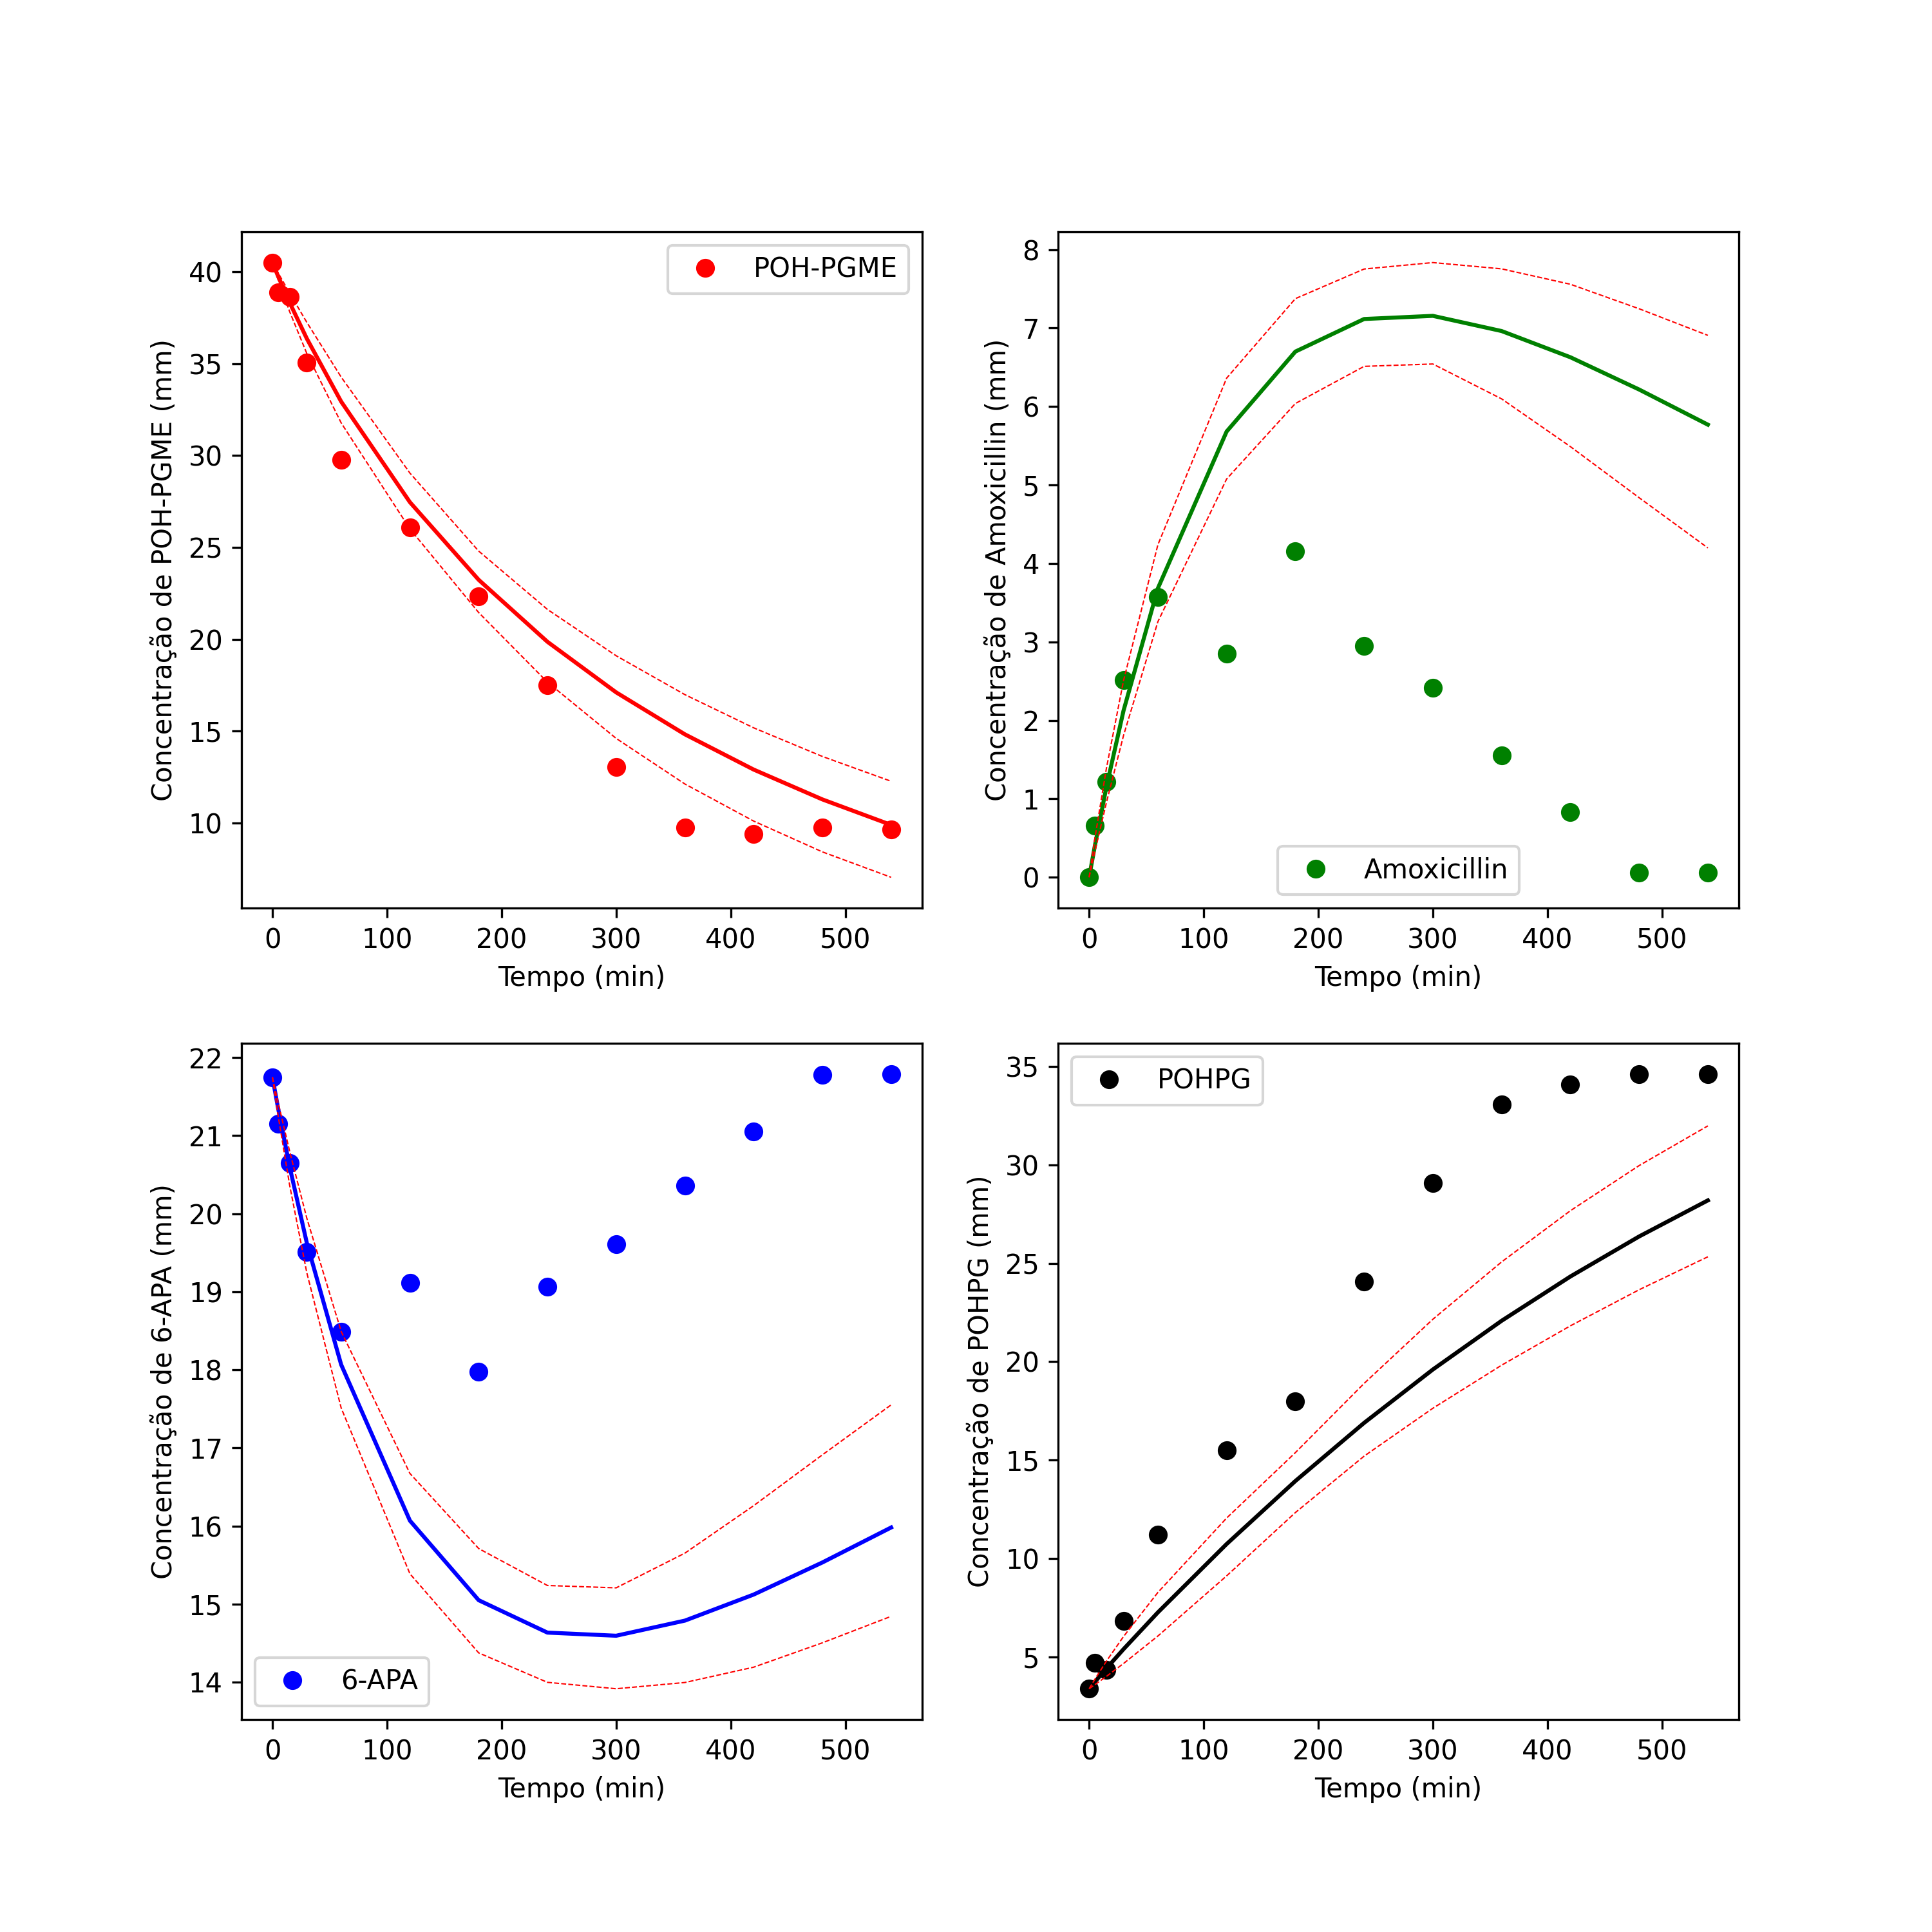 POH-PGME
Concentração de POH-PGME (mm)
40
35
30
25
20
15
10
0 100 200 300 400 500
Tempo (min)
Amoxicillin
Concentração de Amoxicillin (mm)
8
7
6
5
4
3
2
1
0
0 100 200 300 400 500
Tempo (min)
6-APA
Concentração de 6-APA (mm)
22
21
20
19
18
17
16
15
14
0 100 200 300 400 500
Tempo (min)
POHPG
Concentração de POHPG (mm)
35
30
25
20
15
10
5
0 100 200 300 400 500
Tempo (min)